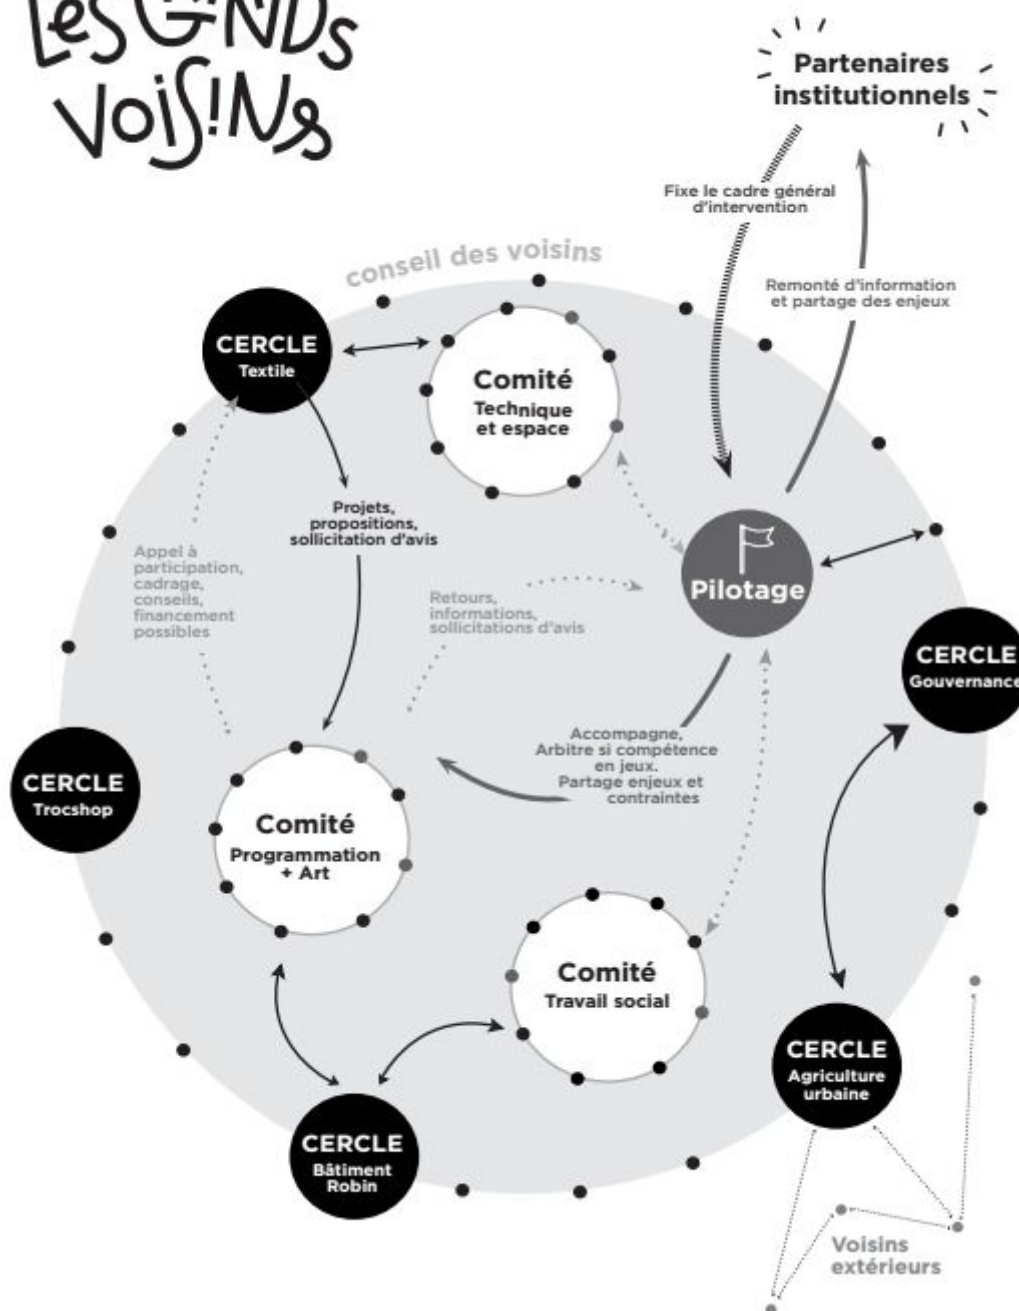 Les GRANDS
VOiSiNs
Partenaires
institutionnels
Fixe le cadre général
d'intervention
Remonté d'information
et partage des enjeux
conseil des voisins
CERCLE
Textile
Comité
Technique
et espace
Projets,
propositions,
sollicitation d'avis
Appel à
participation,
cadrage,
conseils,
financement
possibles
Retours,
informations,
sollicitations d'avis
Pilotage
CERCLE
Gouvernance
Accompagne,
Arbitre si compétence
en jeux.
Partage enjeux et
contraintes
CERCLE
Trocshop
Comité
Programmation
+ Art
Comité
Travail social
CERCLE
Agriculture
urbaine
CERCLE
Bâtiment
Robin
Voisins
extérieurs